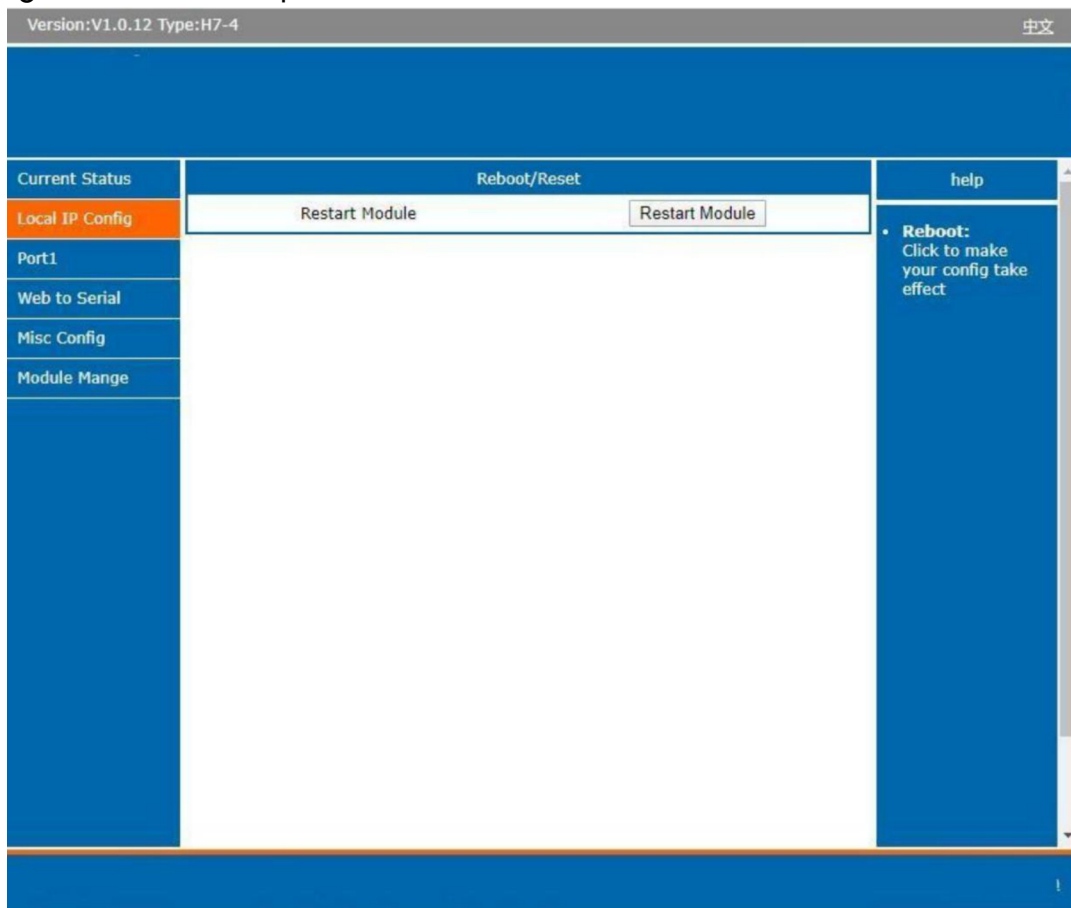 Version:V1.0.12 Type:H7-4
中文
Current Status
Local IP Config
Port1
Web to Serial
Misc Config
Module Mange
Reboot/Reset
Restart Module
Restart Module
help
• Reboot:
Click to make
your config take
effect